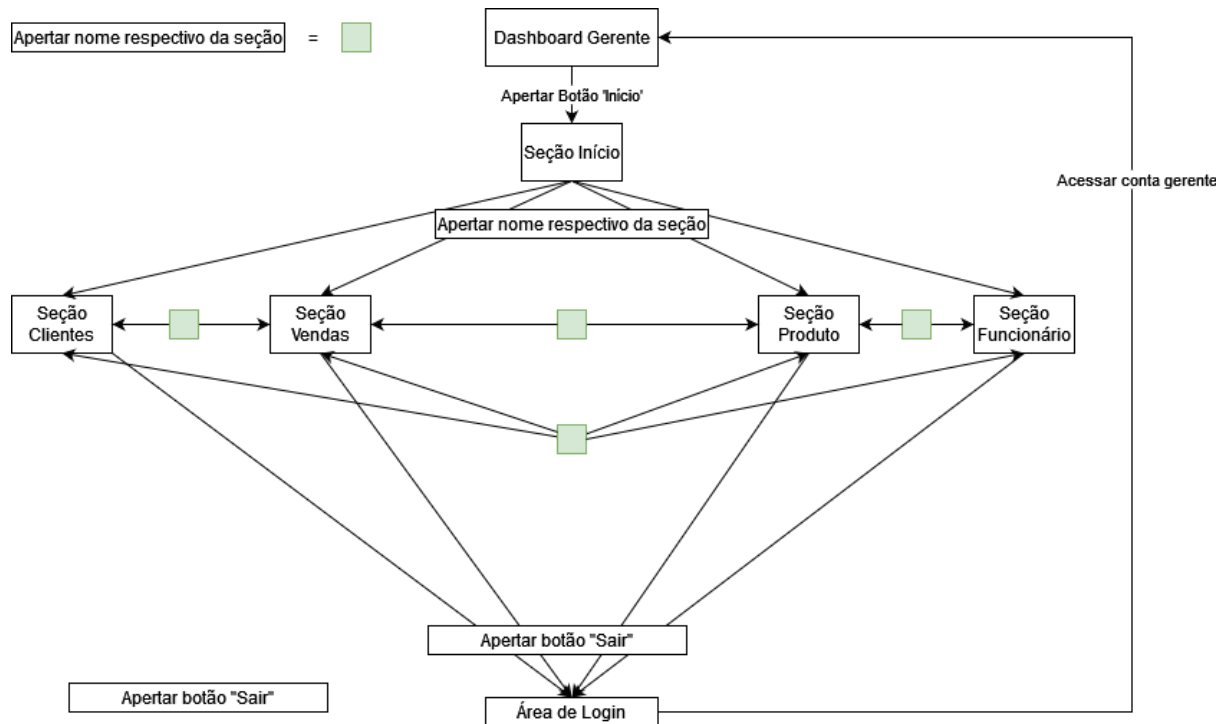 Apertar nome respectivo da seção
=
Dashboard Gerente
Apertar Botão 'Início'
Seção Início
Acessar conta gerente
Apertar nome respectivo da seção
Seção
Clientes
Seção
Vendas
Seção
Produto
Seção
Funcionário
Apertar botão "Sair"
Apertar botão "Sair"
Área de Login